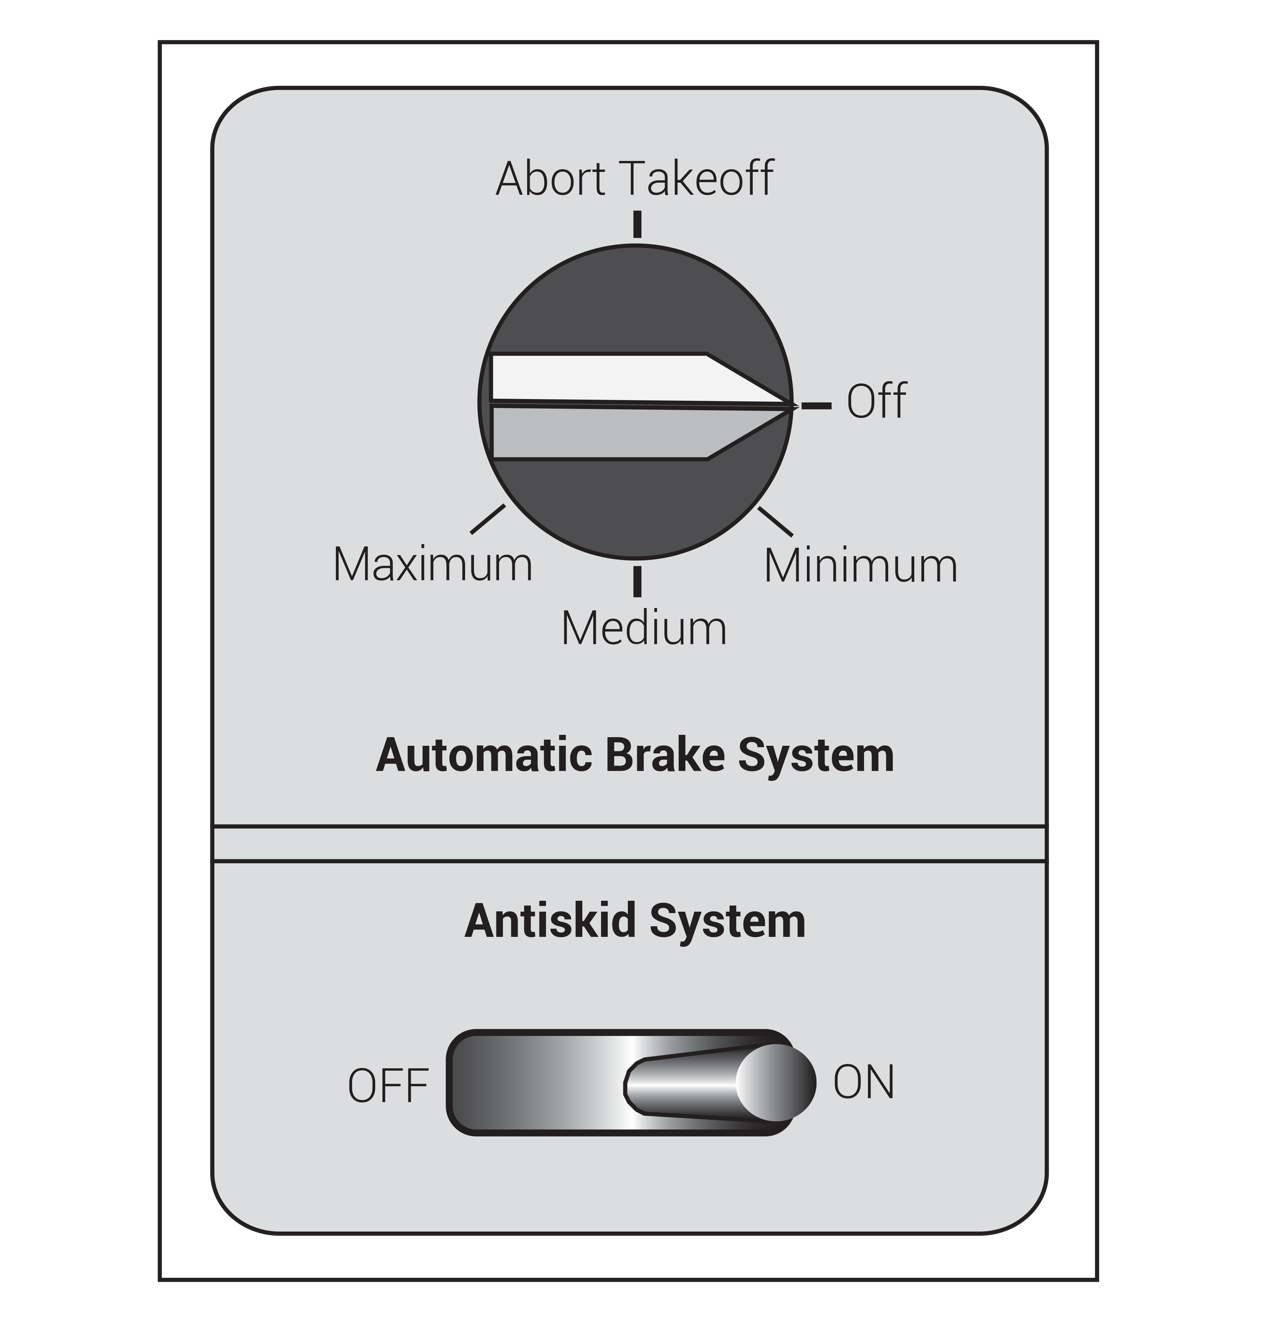 Abort Takeoff
Off
Maximum
Minimum
Medium
Automatic Brake System
Antiskid System
OFF
ON